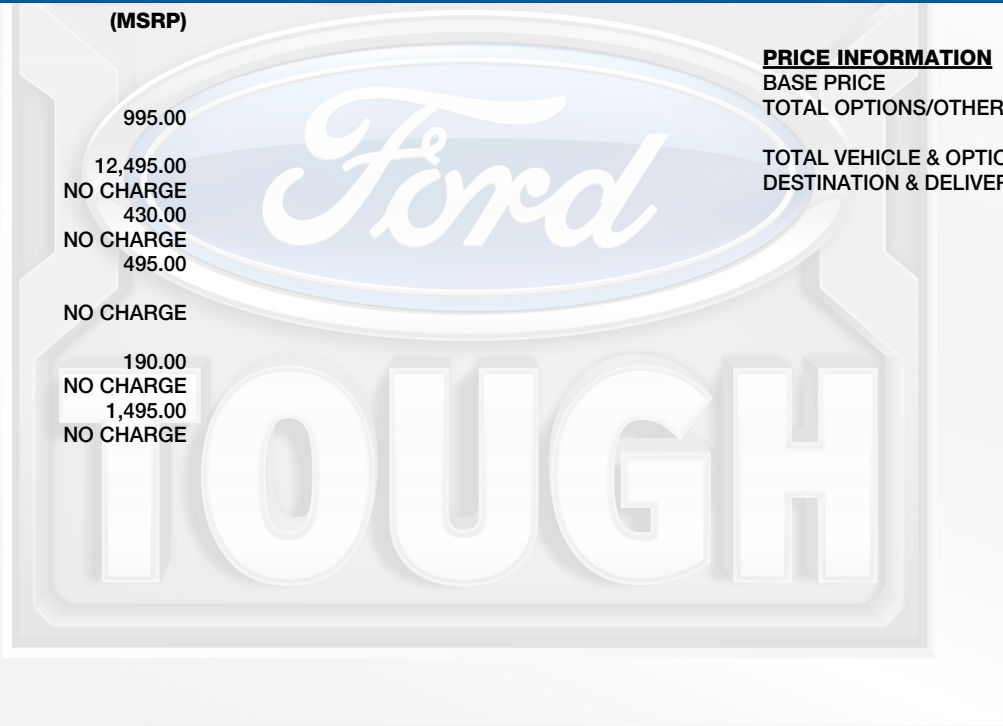 (MSRP)
995.00
12,495.00
NO CHARGE
430.00
NO CHARGE
495.00
NO CHARGE
190.00
NO CHARGE
1,495.00
NO CHARGE
PRICE INFORMATION
BASE PRICE
TOTAL OPTIONS/OTHER
TOTAL VEHICLE & OPTIO
DESTINATION & DELIVER
Ford
TOUGH